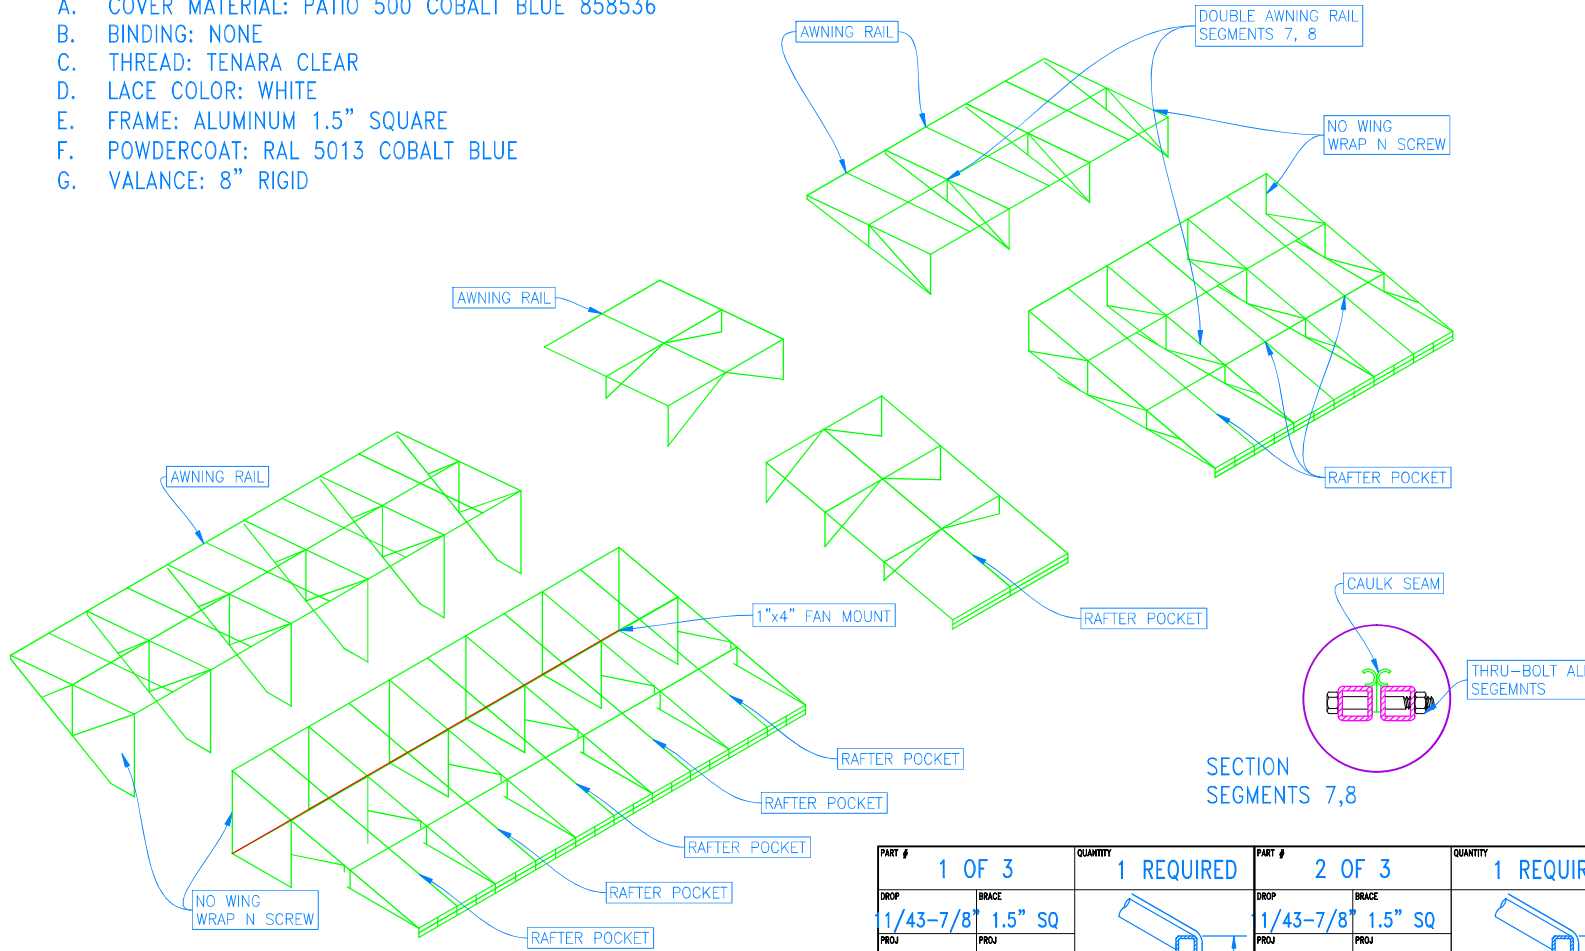 A. COVER MATERIAL: PATIO 500 COBALT BLUE 858536
B. BINDING: NONE
C. THREAD: TENARA CLEAR
D. LACE COLOR: WHITE
E. FRAME: ALUMINUM 1.5" SQUARE
F. POWDERCOAT: RAL 5013 COBALT BLUE
G. VALANCE: 8" RIGID
AWNING RAIL
DOUBLE AWNING RAIL
SEGMENTS 7, 8
NO WING
WRAP N SCREW
AWNING RAIL
RAFTER POCKET
AWNING RAIL
1"x4" FAN MOUNT
RAFTER POCKET
CAULK SEAM
THRU-BOLT
SEGEMNTS
RAFTER POCKET
SECTION
SEGMENTS 7,8
RAFTER POCKET
RAFTER POCKET
RAFTER POCKET
NO WING
WRAP N SCREW
RAFTER POCKET
PART # 1 OF 3 QUANTITY 1 REQUIRED PART # 2 OF 3 QUANTITY 1
DROP BRACE DROP BRACE
11/43-7/8" 1.5" SQ 11/43-7/8" 1.5" SQ
PROJ PROJ PROJ PROJ